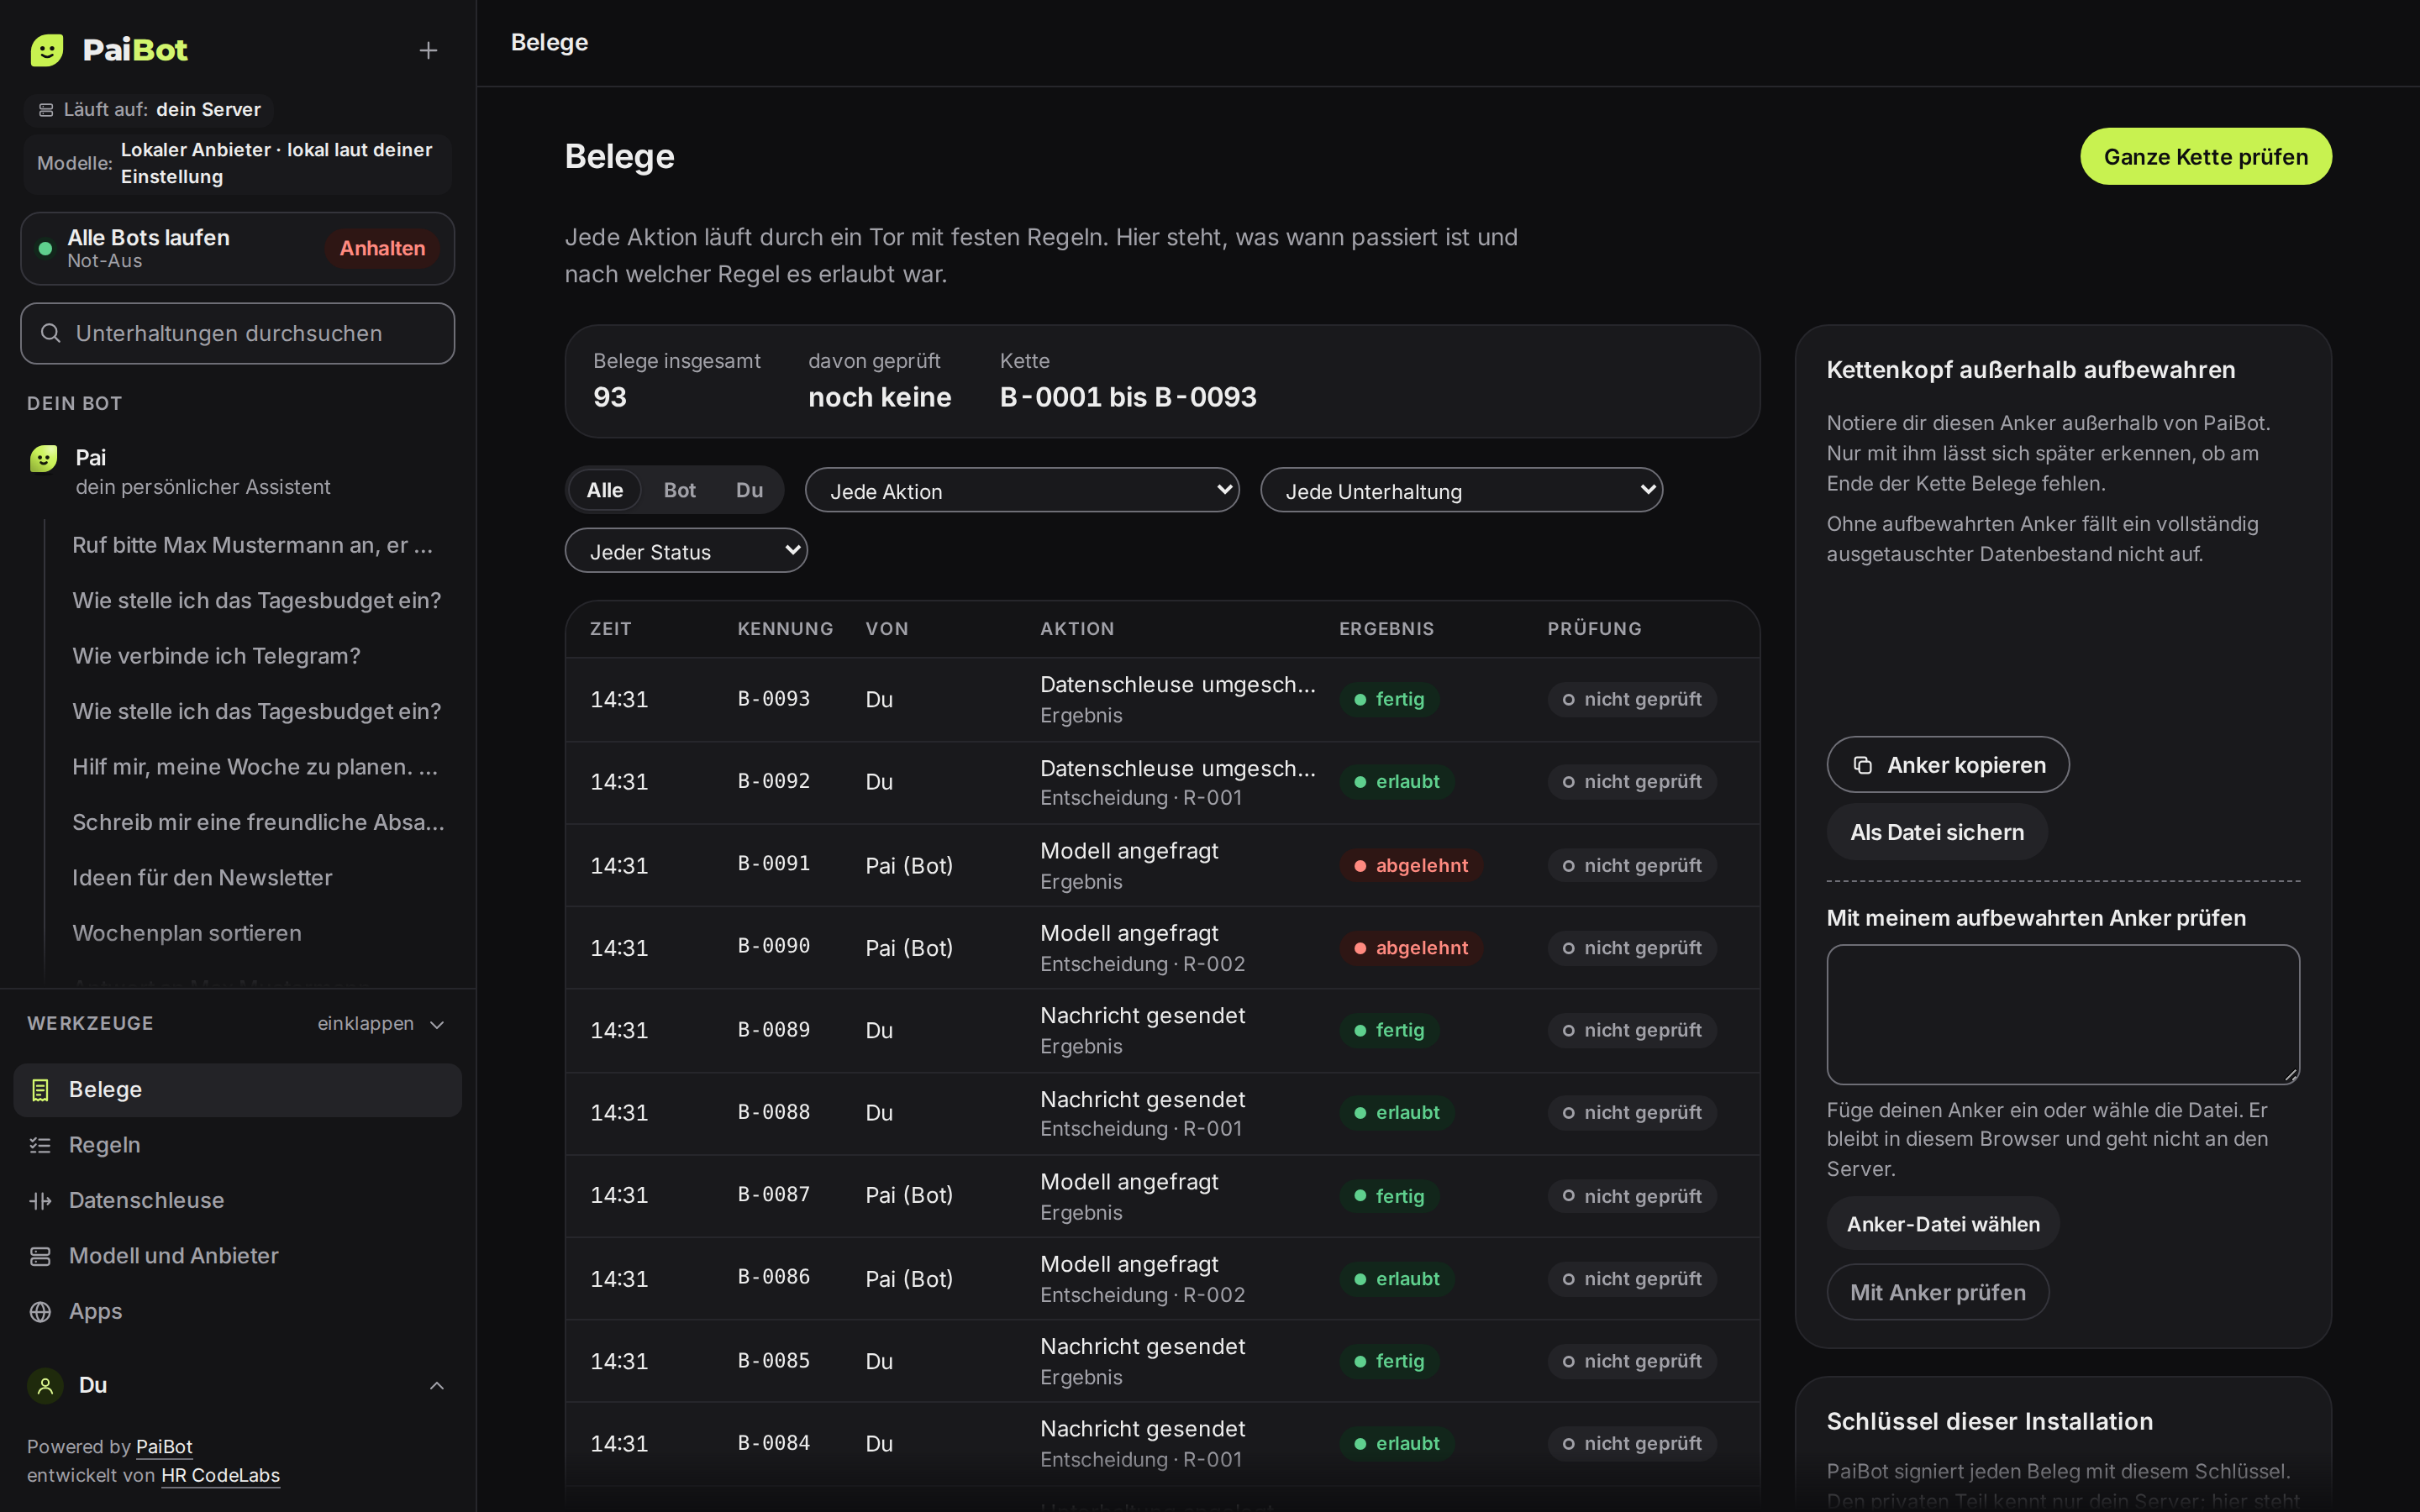 PaiBot
Läuft auf: dein Server
Modelle: Lokaler Anbieter · lokal laut deiner
Einstellung
Alle Bots laufen
Not-Aus
Anhalten
Unterhaltungen durchsuchen
DEIN BOT
Pai
dein persönlicher Assistent
Ruf bitte Max Mustermann an, er ...
Wie stelle ich das Tagesbudget ein?
Wie verbinde ich Telegram?
Wie stelle ich das Tagesbudget ein?
Hilf mir, meine Woche zu planen. ...
Schreib mir eine freundliche Absa...
Ideen für den Newsletter
Wochenplan sortieren
WERKZEUGE einklappen
Belege
Regeln
Datenschleuse
Modell und Anbieter
Apps
Du
Powered by PaiBot
entwickelt von HR CodeLabs
Belege
Belege
Ganze Kette prüfen
Jede Aktion läuft durch ein Tor mit festen Regeln. Hier steht, was wann passiert ist und
nach welcher Regel es erlaubt war.
Belege insgesamt davon geprüft Kette
93 noch keine B-0001 bis B-0093
Alle Bot Du Jede Aktion Jede Unterhaltung
Jeder Status
ZEIT KENNUNG VON AKTION ERGEBNIS PRÜFUNG
14:31 B-0093 Du Datenschleuse umgesch... fertig nicht geprüft
Ergebnis
14:31 B-0092 Du Datenschleuse umgesch... erlaubt nicht geprüft
Entscheidung · R-001
14:31 B-0091 Pai (Bot) Modell angefragt abgelehnt nicht geprüft
Ergebnis
14:31 B-0090 Pai (Bot) Modell angefragt abgelehnt nicht geprüft
Entscheidung · R-002
14:31 B-0089 Du Nachricht gesendet fertig nicht geprüft
Ergebnis
14:31 B-0088 Du Nachricht gesendet erlaubt nicht geprüft
Entscheidung · R-001
14:31 B-0087 Pai (Bot) Modell angefragt fertig nicht geprüft
Ergebnis
14:31 B-0086 Pai (Bot) Modell angefragt erlaubt nicht geprüft
Entscheidung · R-002
14:31 B-0085 Du Nachricht gesendet fertig nicht geprüft
Ergebnis
14:31 B-0084 Du Nachricht gesendet erlaubt nicht geprüft
Entscheidung · R-001
Kettenkopf außerhalb aufbewahren
Notiere dir diesen Anker außerhalb von PaiBot.
Nur mit ihm lässt sich später erkennen, ob am
Ende der Kette Belege fehlen.
Ohne aufbewahrten Anker fällt ein vollständig
ausgetauschter Datenbestand nicht auf.
Anker kopieren
Als Datei sichern
Mit meinem aufbewahrten Anker prüfen
Füge deinen Anker ein oder wähle die Datei. Er
bleibt in diesem Browser und geht nicht an den
Server.
Anker-Datei wählen
Mit Anker prüfen
Schlüssel dieser Installation
PaiBot signiert jeden Beleg mit diesem Schlüssel.
Den privaten Teil kennt nur dein Server; hier steht